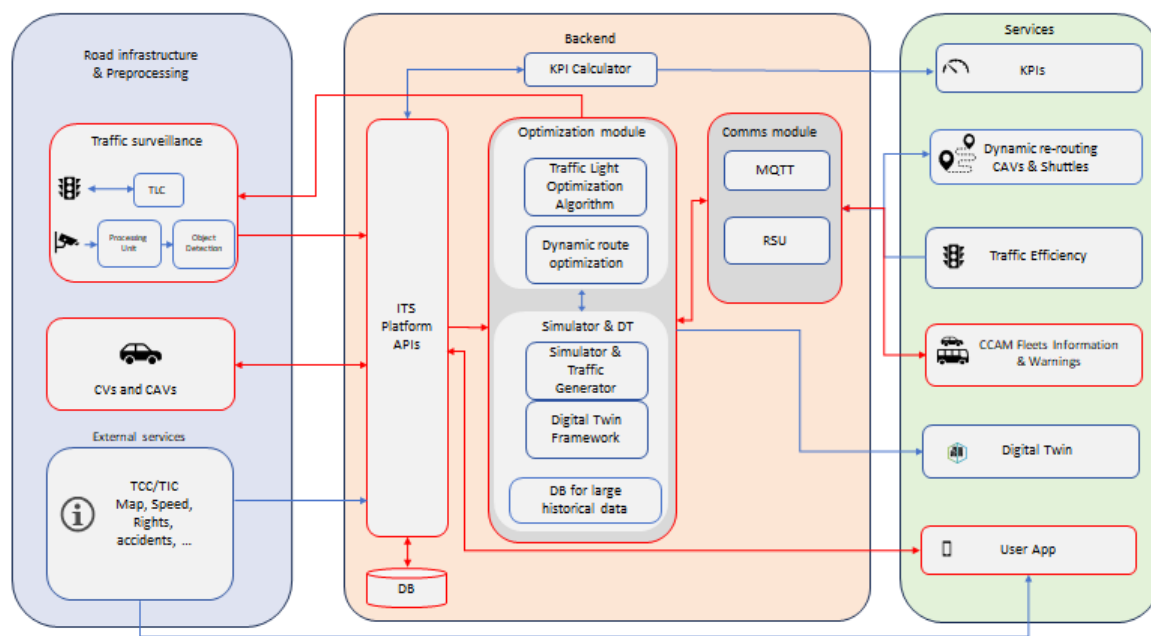 Road infrastructure
& Preprocessing
Traffic surveillance
TLC
Processing
Unit
Object
Detection
CVs and CAVs
External services
TCC/TIC
Map, Speed,
Rights,
accidents, ...
Backend
KPI Calculator
ITS
Platform
APIs
DB
Optimization module
Traffic Light
Optimization
Algorithm
Dynamic route
optimization
Simulator & DT
Simulator &
Traffic
Generator
Digital Twin
Framework
DB for large
historical data
Comms module
MQTT
RSU
Services
KPIs
Dynamic re-routing
CAVs & Shuttles
Traffic Efficiency
CCAM Fleets Information
& Warnings
Digital Twin
User App